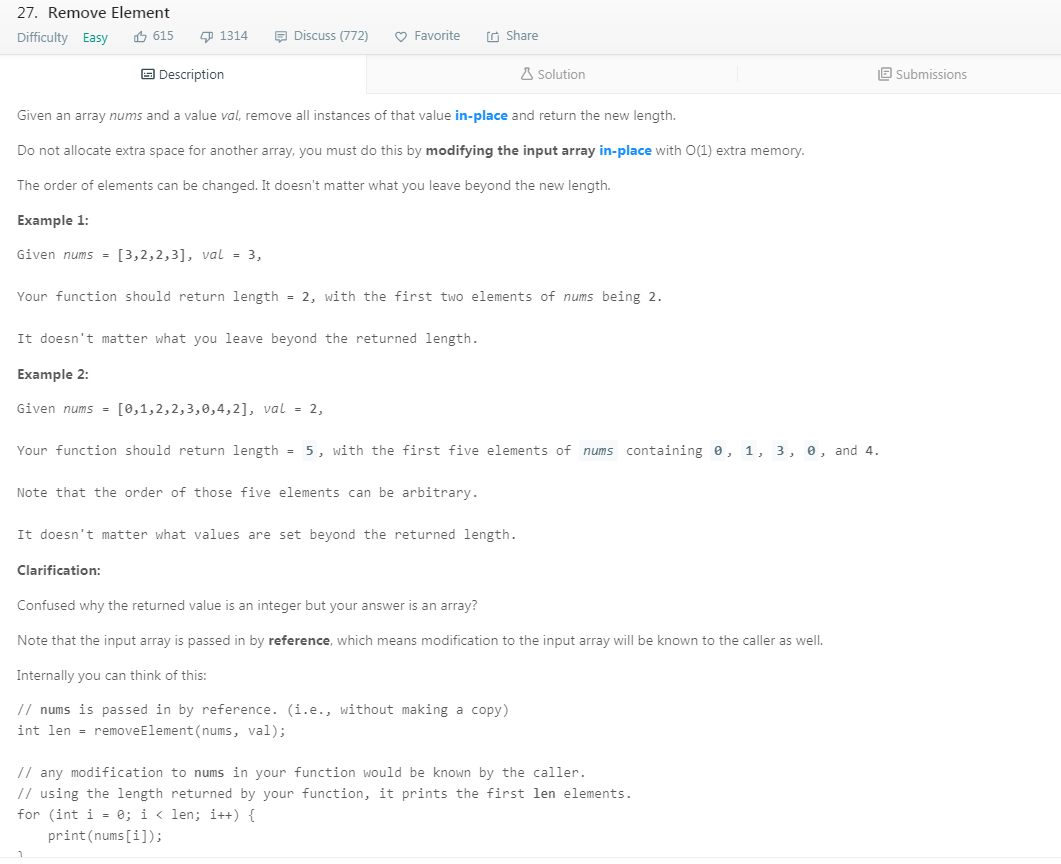 27. Remove Element
Difficulty Easy 615 1314 Discuss (772) Favorite Share
Description Solution Submissions
Given an array nums and a value val, remove all instances of that value in-place and return the new length.
Do not allocate extra space for another array, you must do this by modifying the input array in-place with O(1) extra memory.
The order of elements can be changed. It doesn't matter what you leave beyond the new length.
Example 1:
Given nums = [3,2,2,3], val = 3,
Your function should return length = 2, with the first two elements of nums being 2.
It doesn't matter what you leave beyond the returned length.
Example 2:
Given nums = [0,1,2,2,3,0,4,2], val = 2,
Your function should return length = 5, with the first five elements of nums containing 0, 1, 3, 0, and 4.
Note that the order of those five elements can be arbitrary.
It doesn't matter what values are set beyond the returned length.
Clarification:
Confused why the returned value is an integer but your answer is an array?
Note that the input array is passed in by reference, which means modification to the input array will be known to the caller as well.
Internally you can think of this:
// nums is passed in by reference. (i.e., without making a copy)
int len = removeElement(nums, val);
// any modification to nums in your function would be known by the caller.
// using the length returned by your function, it prints the first len elements.
for (int i = 0; i < len; i++) {
    print(nums[i]);
}